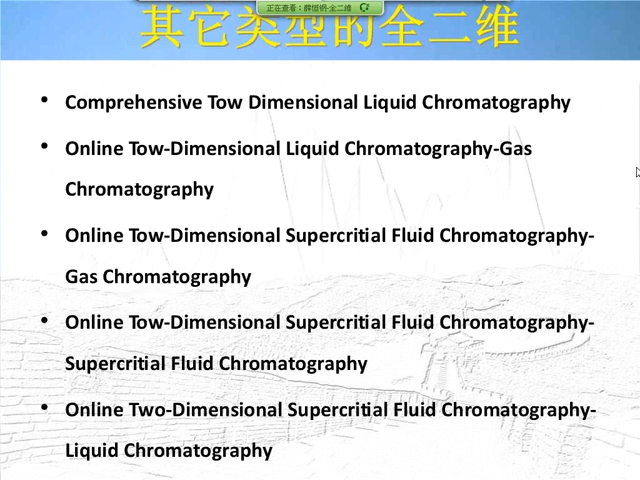 正在查看：薛恒钢-全二维
其它类型的全二维
• Comprehensive Tow Dimensional Liquid Chromatography
• Online Tow-Dimensional Liquid Chromatography-Gas
Chromatography
• Online Tow-Dimensional Supercritial Fluid Chromatography-
Gas Chromatography
• Online Tow-Dimensional Supercritial Fluid Chromatography-
Supercritial Fluid Chromatography
• Online Two-Dimensional Supercritial Fluid Chromatography-
Liquid Chromatography